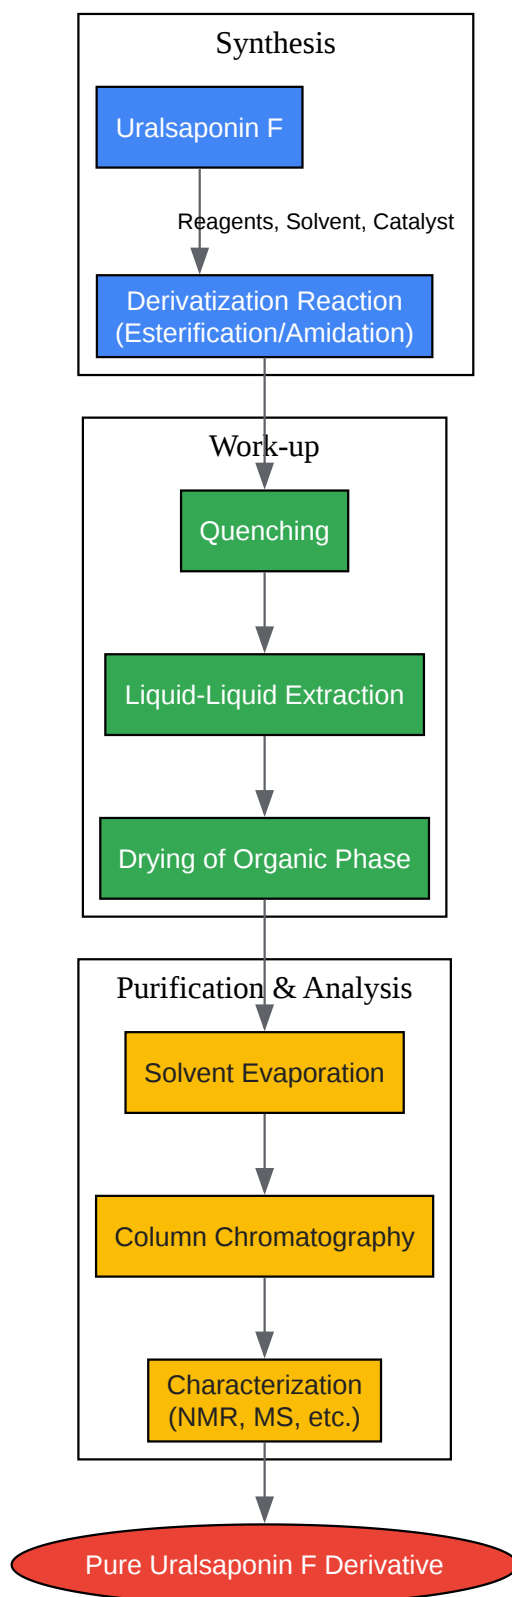 Synthesis
Uralsaponin F
Reagents, Solvent, Catalyst
Derivatization Reaction
(Esterification/Amidation)
Work-up
Quenching
Liquid-Liquid Extraction
Drying of Organic Phase
Purification & Analysis
Solvent Evaporation
Column Chromatography
Characterization
(NMR, MS, etc.)
Pure Uralsaponin F Derivative